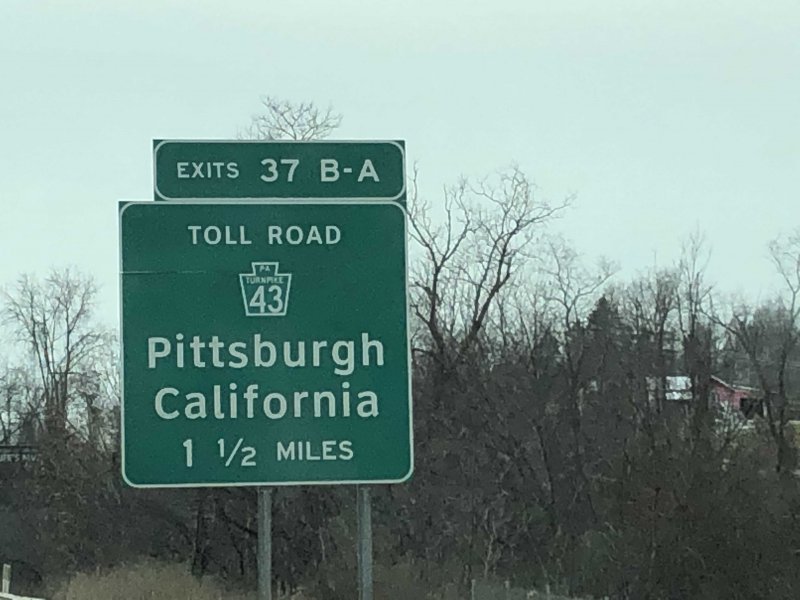 EXITS 37 B-A
TOLL ROAD
PA
TURNPIKE
43
Pittsburgh
California
1 1/2 MILES